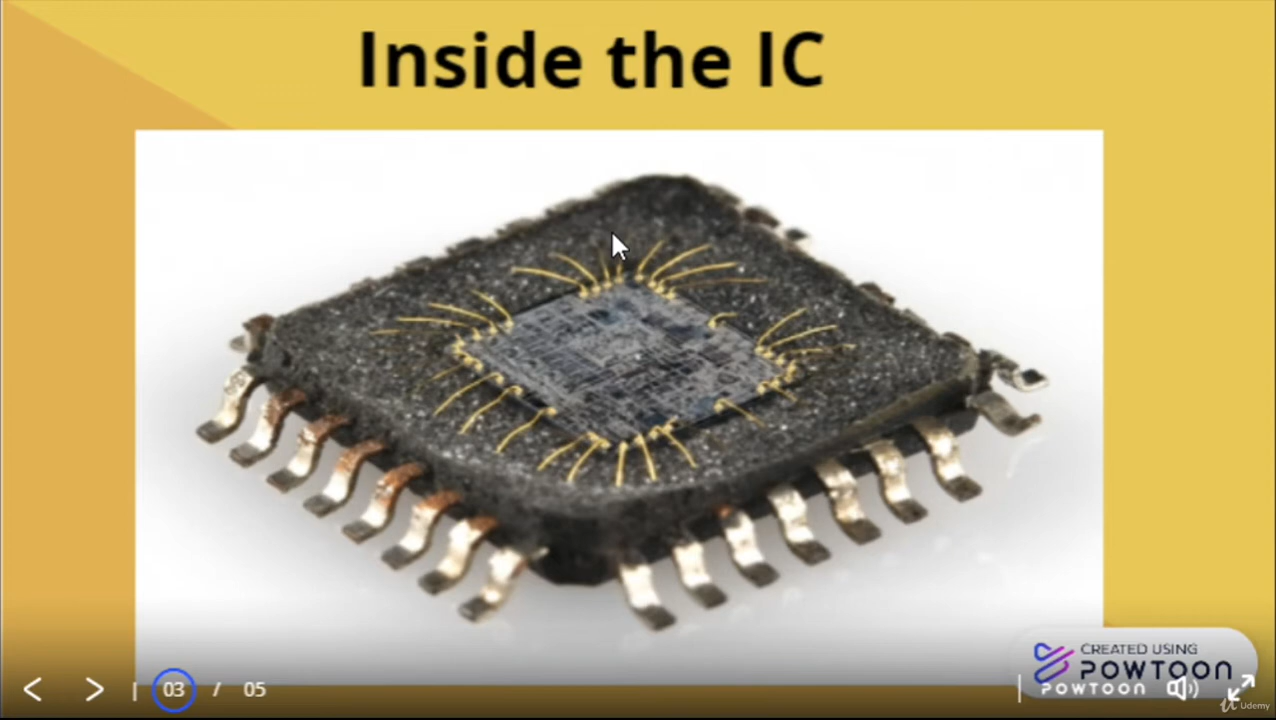 Inside the IC
CREATED USING
POWTOON
03 / 05
POWTOON
Udemy